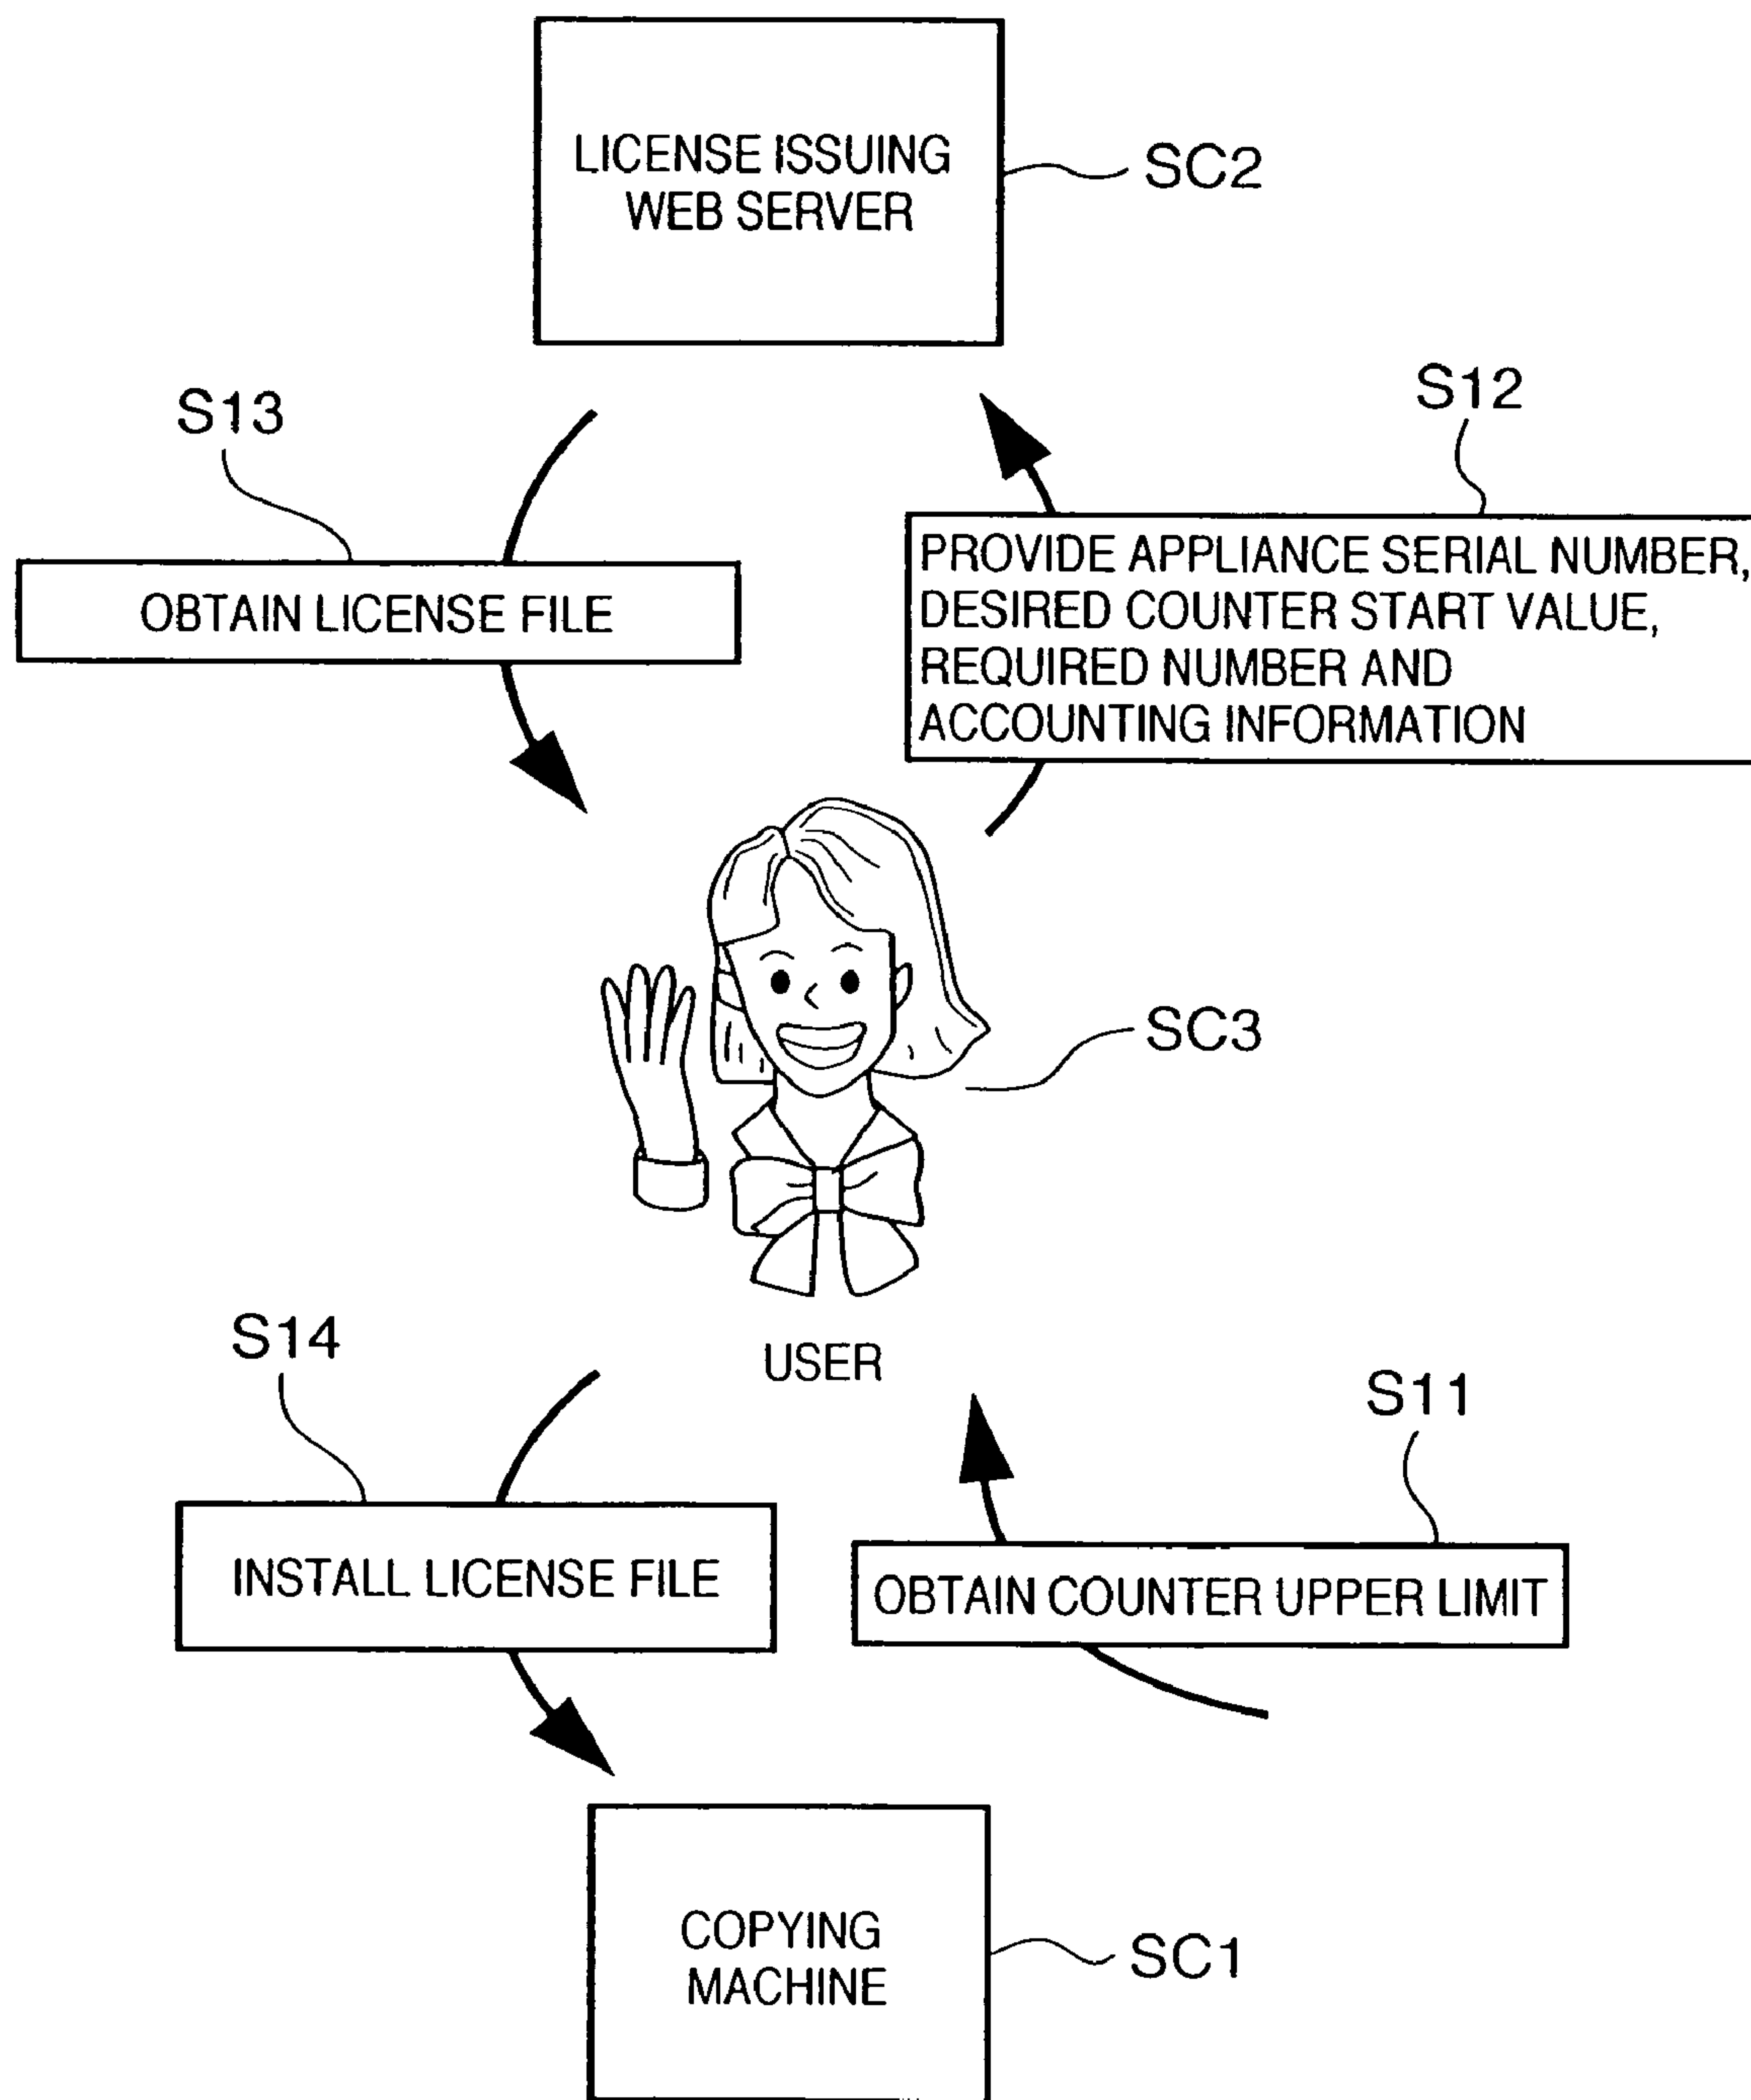 LICENSE ISSUING
WEB SERVER
SC2
S13
S12
OBTAIN LICENSE FILE
PROVIDE APPLIANCE SERIAL NUMBER,
DESIRED COUNTER START VALUE,
REQUIRED NUMBER AND
ACCOUNTING INFORMATION
SC3
USER
S14
S11
INSTALL LICENSE FILE
OBTAIN COUNTER UPPER LIMIT
COPYING
MACHINE
SC1